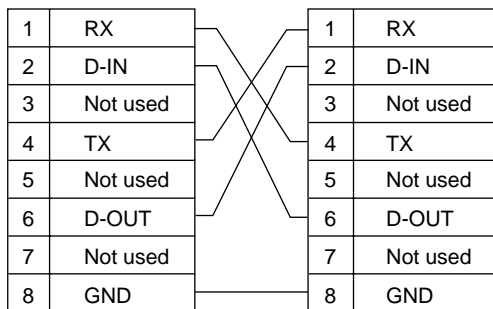 1 RX 1 RX
2 D-IN 2 D-IN
3 Not used 3 Not used
4 TX 4 TX
5 Not used 5 Not used
6 D-OUT 6 D-OUT
7 Not used 7 Not used
8 GND 8 GND